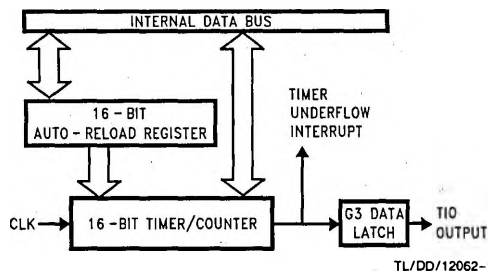 INTERNAL DATA BUS
16-BIT
AUTO-RELOAD REGISTER
TIMER
UNDERFLOW
INTERRUPT
CLK
16-BIT TIMER/COUNTER
G3 DATA
LATCH
TIO
OUTPUT
TL/DD/12062-